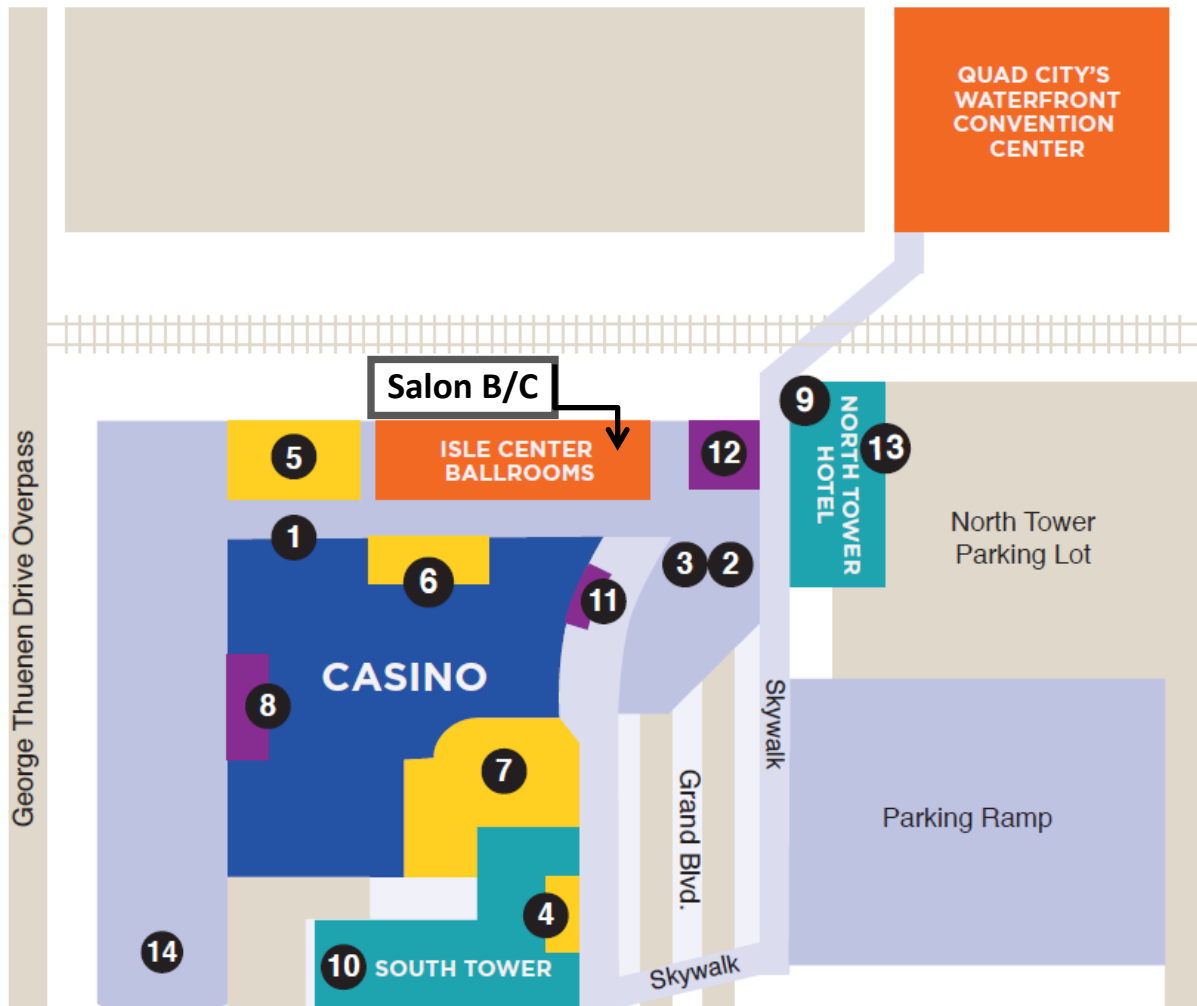 QUAD CITY'S
WATERFRONT
CONVENTION
CENTER
Salon B/C
George Thuenen Drive Overpass
5
ISLE CENTER
BALLROOMS
12
9
NORTH TOWER
HOTEL
13
North Tower
Parking Lot
1
6
3
2
11
CASINO
8
7
Skywalk
Grand Blvd.
Parking Ramp
4
14
10
SOUTH TOWER
Skywalk